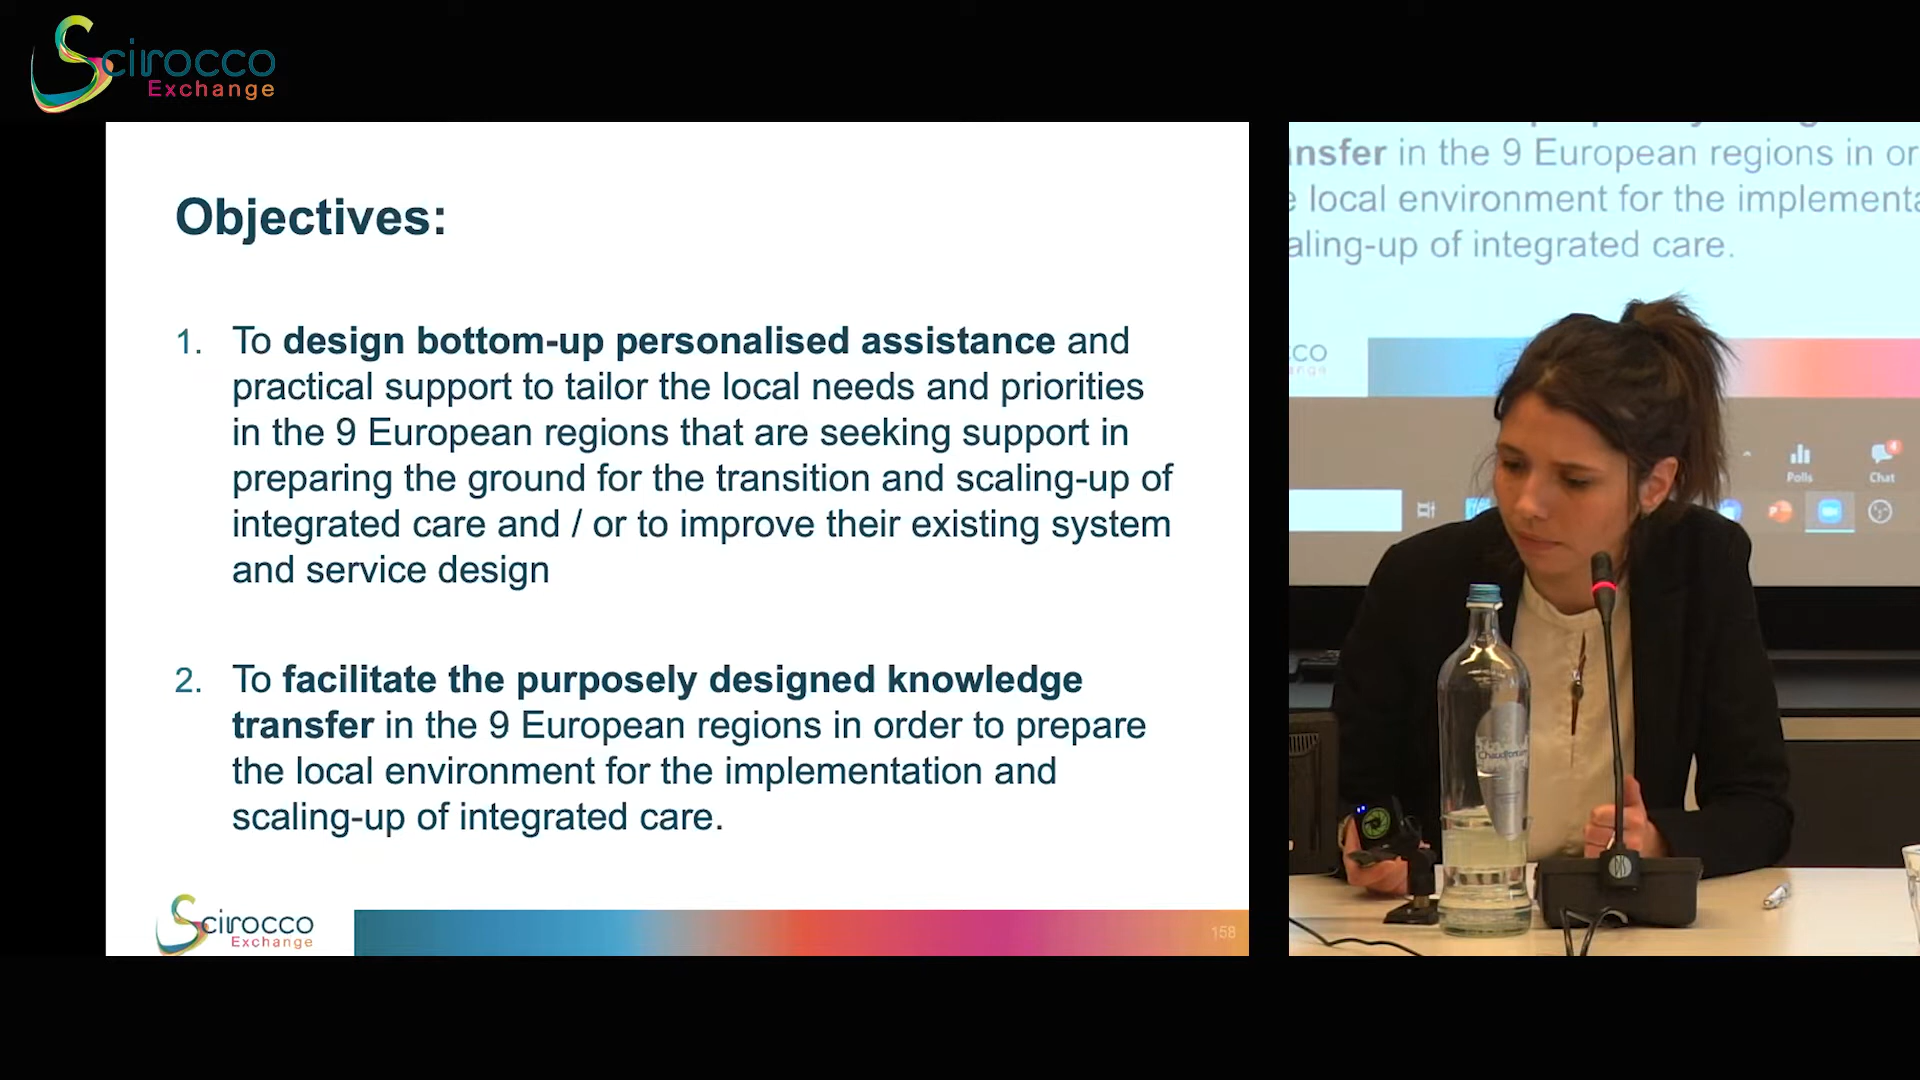 Scirocco
Exchange
Objectives:
1. To design bottom-up personalised assistance and
practical support to tailor the local needs and priorities
in the 9 European regions that are seeking support in
preparing the ground for the transition and scaling-up of
integrated care and / or to improve their existing system
and service design
2. To facilitate the purposely designed knowledge
transfer in the 9 European regions in order to prepare
the local environment for the implementation and
scaling-up of integrated care.
Scirocco
Exchange
158
nsfer in the 9 European regions in or
e local environment for the implementa
aling-up of integrated care.
cco
Polls
Chat
4